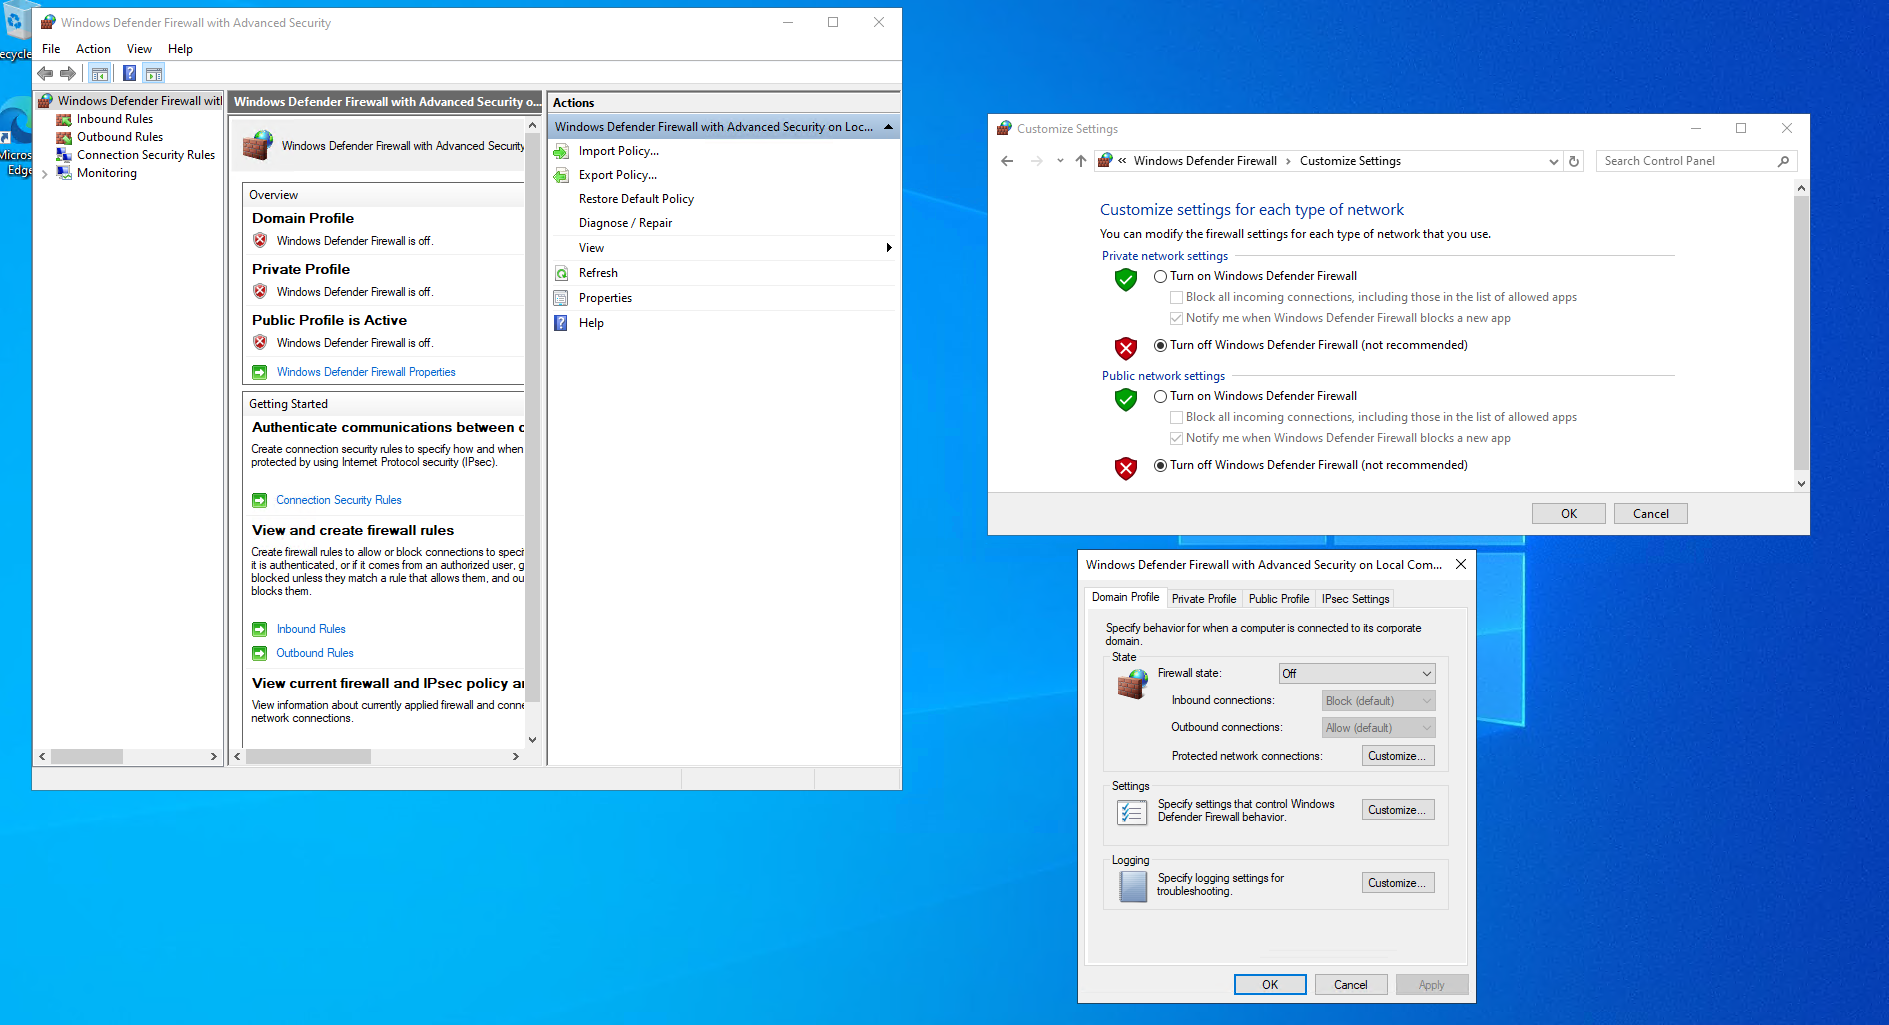 ecycle
Micros
Edge
Windows Defender Firewall with Advanced Security
File Action View Help
Windows Defender Firewall wit
Inbound Rules
Outbound Rules
Connection Security Rules
Monitoring
Windows Defender Firewall with Advanced Security o...
Windows Defender Firewall with Advanced Security
Overview
Domain Profile
Windows Defender Firewall is off.
Private Profile
Windows Defender Firewall is off.
Public Profile is Active
Windows Defender Firewall is off.
Windows Defender Firewall Properties
Getting Started
Authenticate communications between c
Create connection security rules to specify how and when
protected by using Internet Protocol security (IPsec).
Connection Security Rules
View and create firewall rules
Create firewall rules to allow or block connections to speci
it is authenticated, or if it comes from an authorized user, g
blocked unless they match a rule that allows them, and ou
blocks them.
Inbound Rules
Outbound Rules
View current firewall and IPsec policy a
View information about currently applied firewall and conne
network connections.
Actions
Windows Defender Firewall with Advanced Security on Loc...
Import Policy...
Export Policy...
Restore Default Policy
Diagnose / Repair
View
Refresh
Properties
Help
Customize Settings
« Windows Defender Firewall › Customize Settings
Search Control Panel
Customize settings for each type of network
You can modify the firewall settings for each type of network that you use.
Private network settings
Turn on Windows Defender Firewall
Block all incoming connections, including those in the list of allowed apps
Notify me when Windows Defender Firewall blocks a new app
Turn off Windows Defender Firewall (not recommended)
Public network settings
Turn on Windows Defender Firewall
Block all incoming connections, including those in the list of allowed apps
Notify me when Windows Defender Firewall blocks a new app
Turn off Windows Defender Firewall (not recommended)
OK Cancel
Windows Defender Firewall with Advanced Security on Local Com...
Domain Profile Private Profile Public Profile IPsec Settings
Specify behavior for when a computer is connected to its corporate
domain.
State
Firewall state: Off
Inbound connections: Block (default)
Outbound connections: Allow (default)
Protected network connections: Customize...
Settings
Specify settings that control Windows
Defender Firewall behavior.
Customize...
Logging
Specify logging settings for
troubleshooting.
Customize...
OK Cancel Apply